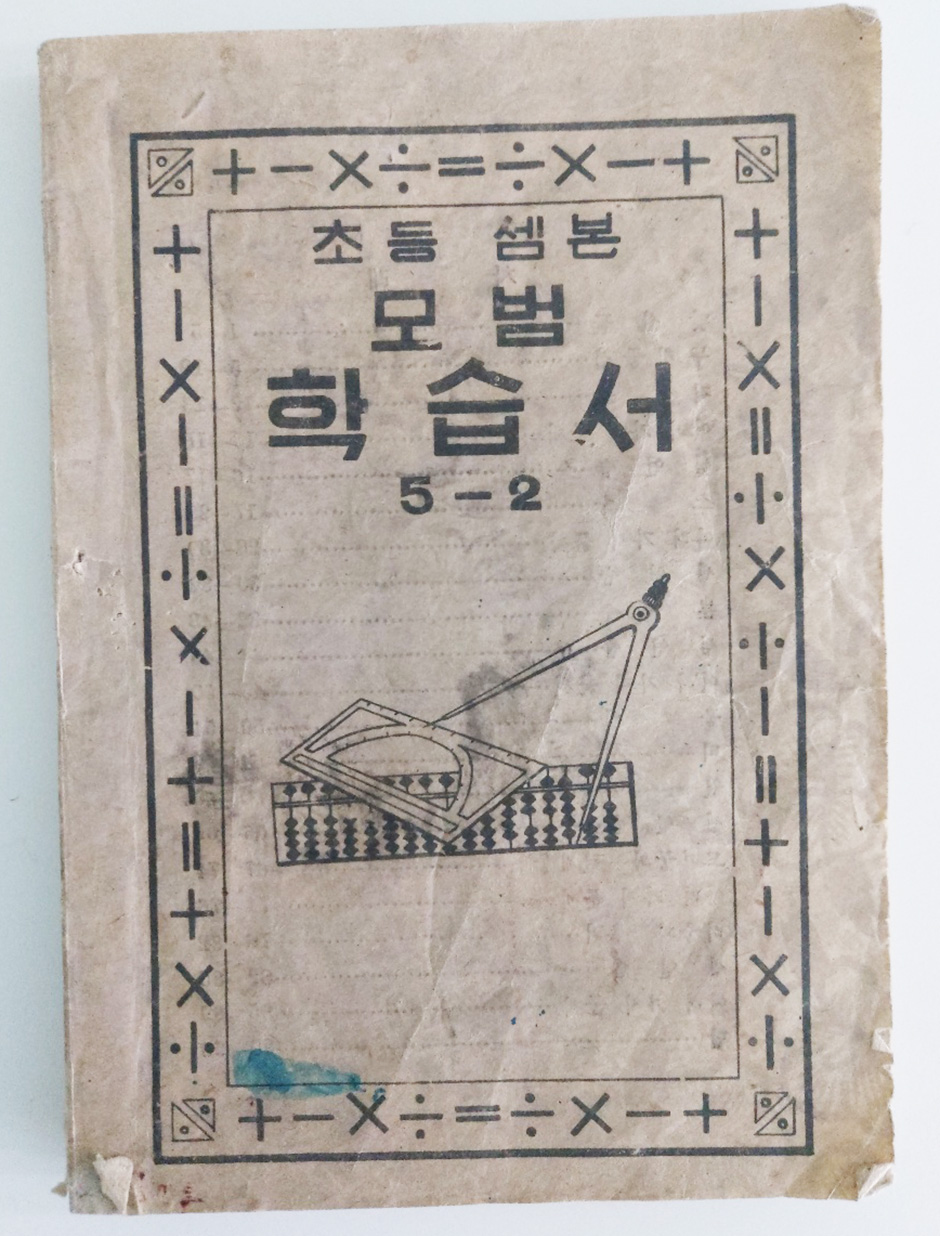 + − × ÷ = ÷ × − +
초등 셈본
모범
학습서
5-2
+ − × ÷ = ÷ × − +